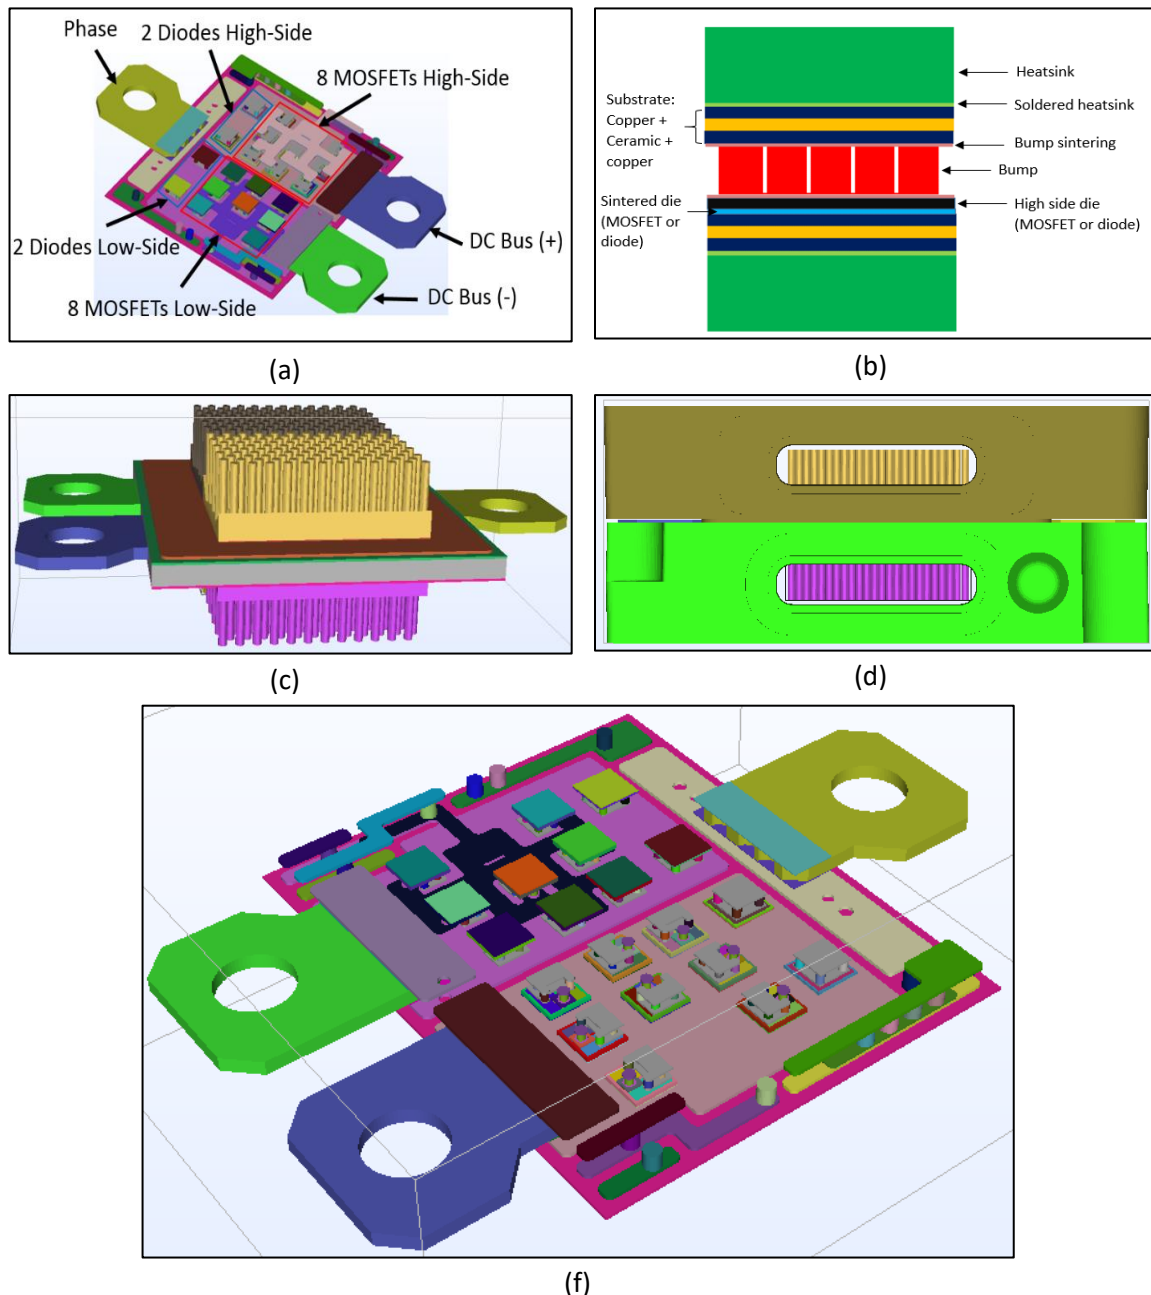 Phase
2 Diodes High-Side
8 MOSFETs High-Side
2 Diodes Low-Side
8 MOSFETs Low-Side
DC Bus (+)
DC Bus (-)
(a)
Substrate:
Copper +
Ceramic +
copper
Sintered die
(MOSFET or
diode)
Heatsink
Soldered heatsink
Bump sintering
Bump
High side die
(MOSFET or diode)
(b)
(c)
(d)
(f)